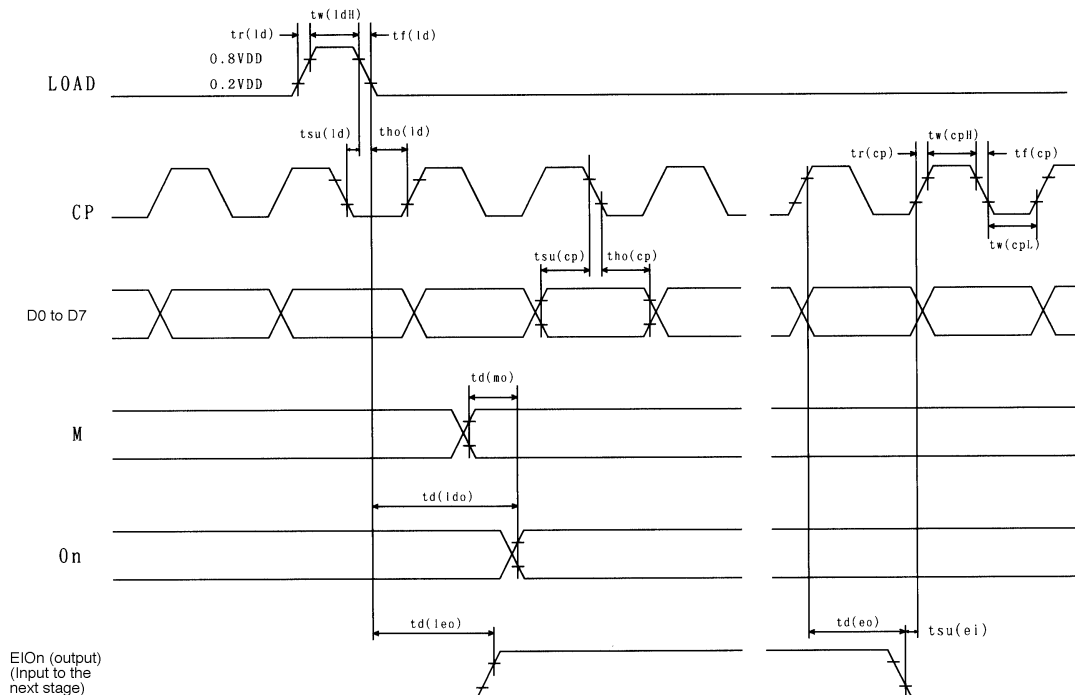 tw(ldH)
tr(ld)
tf(ld)
0.8VDD
LOAD
0.2VDD
tsu(ld)
tho(ld)
tw(cpH)
tr(cp)
tf(cp)
CP
tw(cpL)
tsu(cp)
tho(cp)
D0 to D7
td(mo)
M
td(ldo)
On
td(leo)
td(eo)
tsu(ei)
EIOn (output)
(Input to the
next stage)